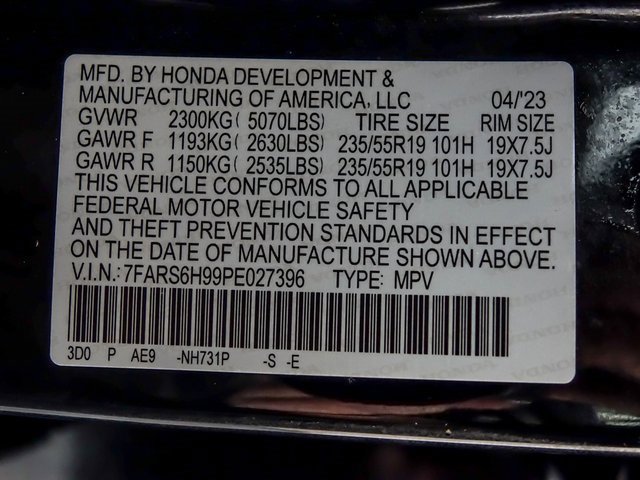 MFD. BY HONDA DEVELOPMENT &
MANUFACTURING OF AMERICA, LLC 04/'23
GVWR 2300KG( 5070LBS) TIRE SIZE RIM SIZE
GAWR F 1193KG( 2630LBS) 235/55R19 101H 19X7.5J
GAWR R 1150KG( 2535LBS) 235/55R19 101H 19X7.5J
THIS VEHICLE CONFORMS TO ALL APPLICABLE
FEDERAL MOTOR VEHICLE SAFETY
AND THEFT PREVENTION STANDARDS IN EFFECT
ON THE DATE OF MANUFACTURE SHOWN ABOVE.
V.I.N.:7FARS6H99PE027396 TYPE: MPV
3D0 P AE9 -NH731P -S -E